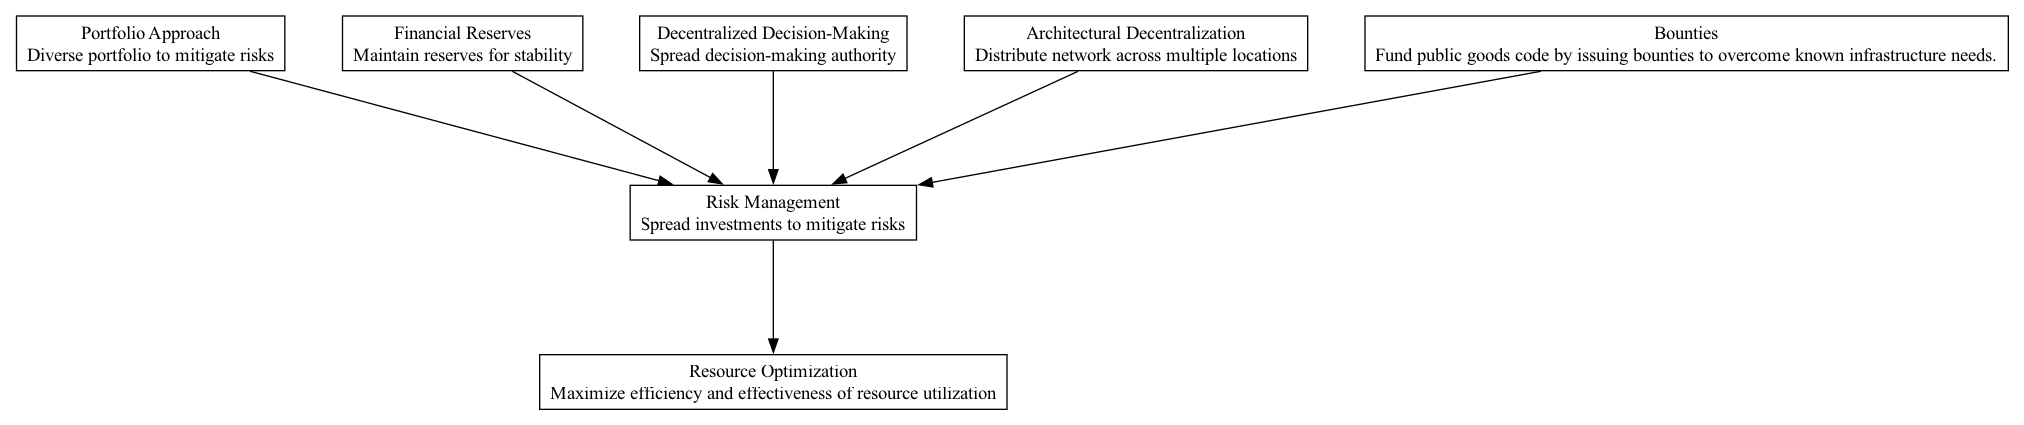 Portfolio Approach
Diverse portfolio to mitigate risks
Financial Reserves
Maintain reserves for stability
Decentralized Decision-Making
Spread decision-making authority
Architectural Decentralization
Distribute network across multiple locations
Bounties
Fund public goods code by issuing bounties to overcome known infrastructure needs.
Risk Management
Spread investments to mitigate risks
Resource Optimization
Maximize efficiency and effectiveness of resource utilization